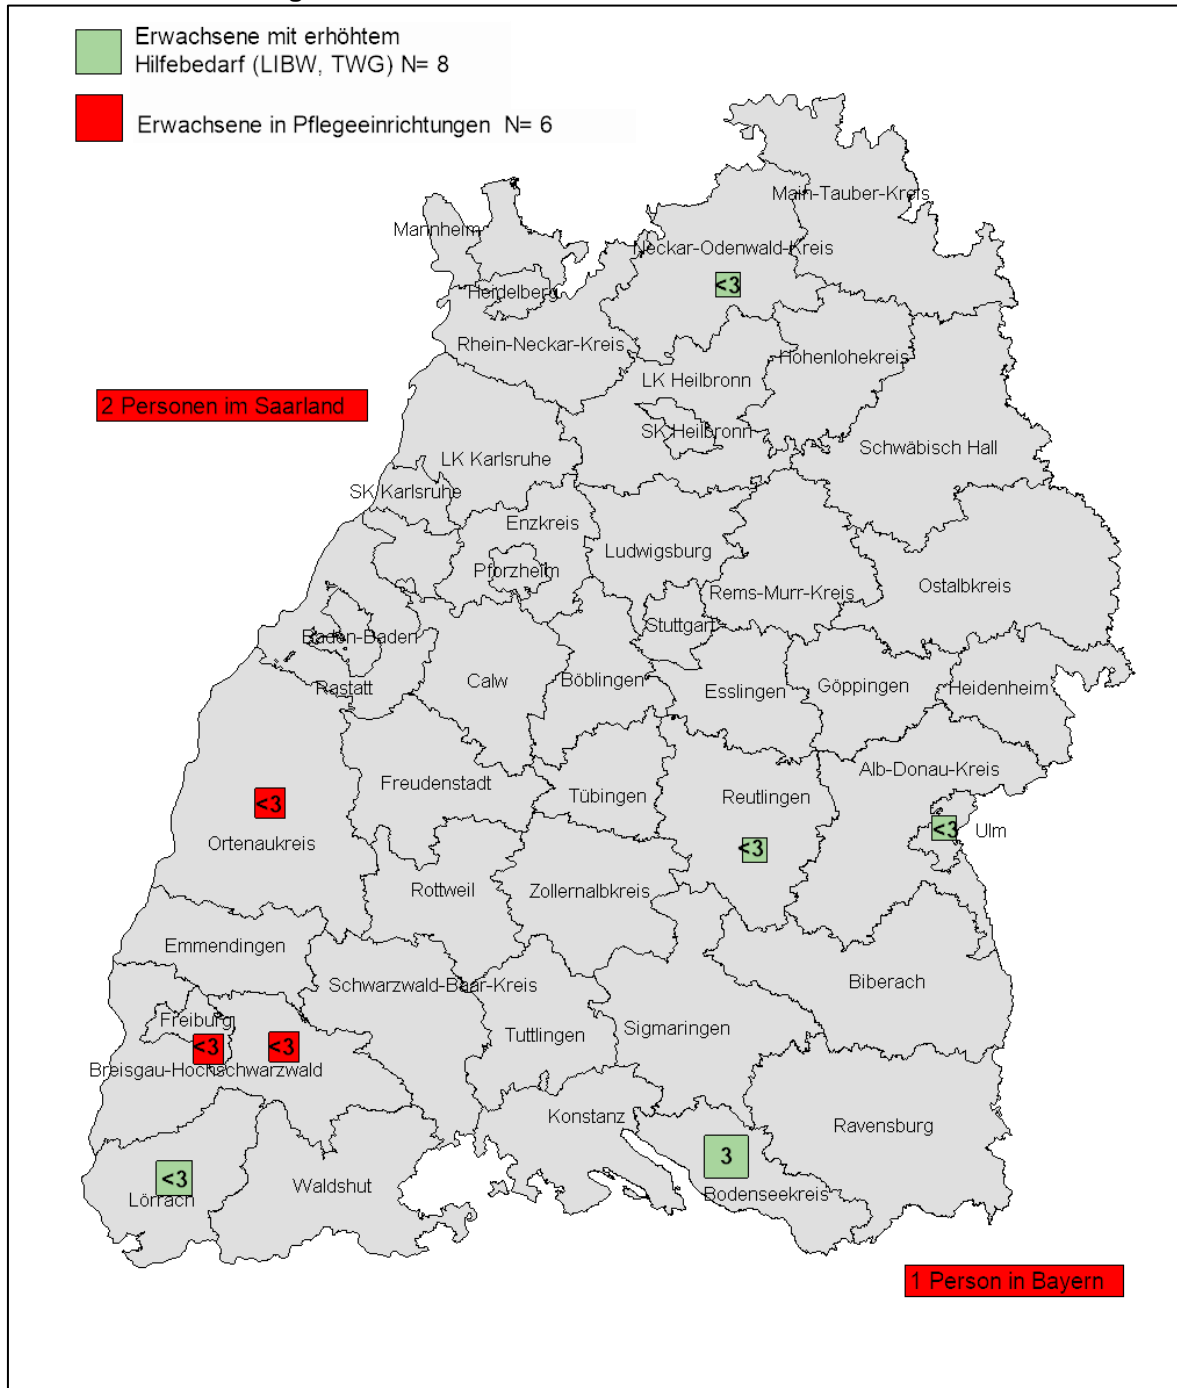 Erwachsene mit erhöhtem
Hilfebedarf (LIBW, TWG) N= 8
Erwachsene in Pflegeeinrichtungen N= 6
Main-Tauber-Kreis
Mannheim
Neckar-Odenwald-Kreis
<3
Heidelberg
Rhein-Neckar-Kreis
Hohenlohekreis
LK Heilbronn
2 Personen im Saarland
SK Heilbronn
Schwäbisch Hall
LK Karlsruhe
SK Karlsruhe
Enzkreis
Ludwigsburg
Pforzheim
Rems-Murr-Kreis
Ostalbkreis
Stuttgart
Baden-Baden
Rastatt
Calw
Böblingen
Esslingen
Göppingen
Heidenheim
Alb-Donau-Kreis
Freudenstadt
Tübingen
Reutlingen
<3
Ortenaukreis
<3
<3
Ulm
Rottweil
Zollernalbkreis
Emmendingen
Schwarzwald-Baar-Kreis
Biberach
Freiburg
Tuttlingen
Sigmaringen
<3
<3
Breisgau-Hochschwarzwald
Konstanz
Ravensburg
3
<3
Lörrach
Waldshut
Bodenseekreis
1 Person in Bayern